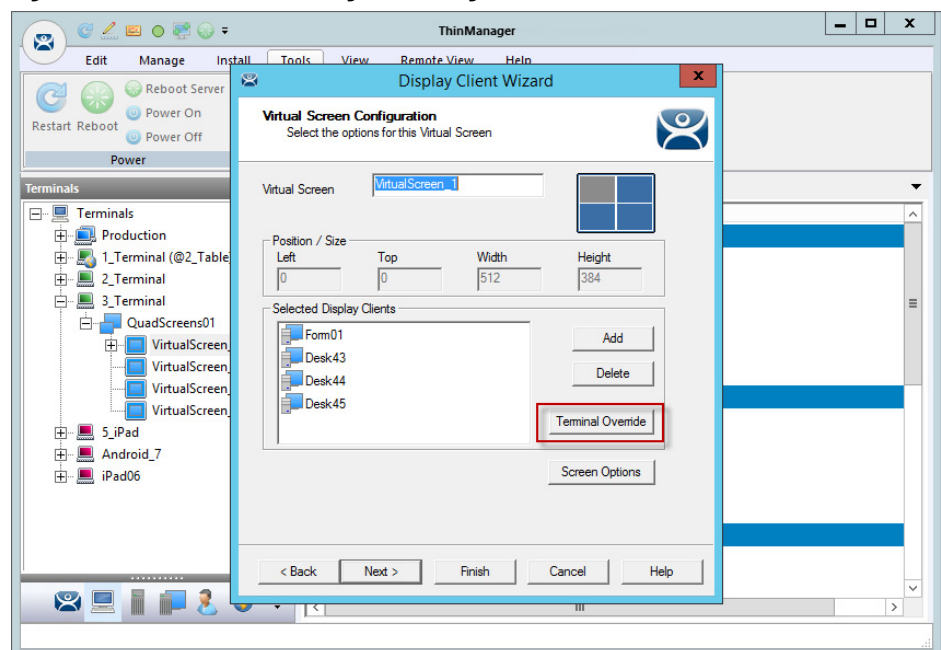 ThinManager
Edit Manage Install Tools View Remote View Help
Restart Reboot
Reboot Server
Power On
Power Off
Power
Display Client Wizard
X
x
Virtual Screen Configuration
Select the options for this Virtual Screen
Terminals
Terminals
Production
1_Terminal (@2_Table
2_Terminal
3_Terminal
QuadScreens01
VirtualScreen_
VirtualScreen_
VirtualScreen_
VirtualScreen_
5_iPad
Android_7
iPad06
Virtual Screen VirtualScreen_1
Position / Size
Left Top Width Height
0 0 512 384
Selected Display Clients
Form01
Desk43
Desk44
Desk45
Add
Delete
Terminal Override
Screen Options
< Back Next > Finish Cancel Help